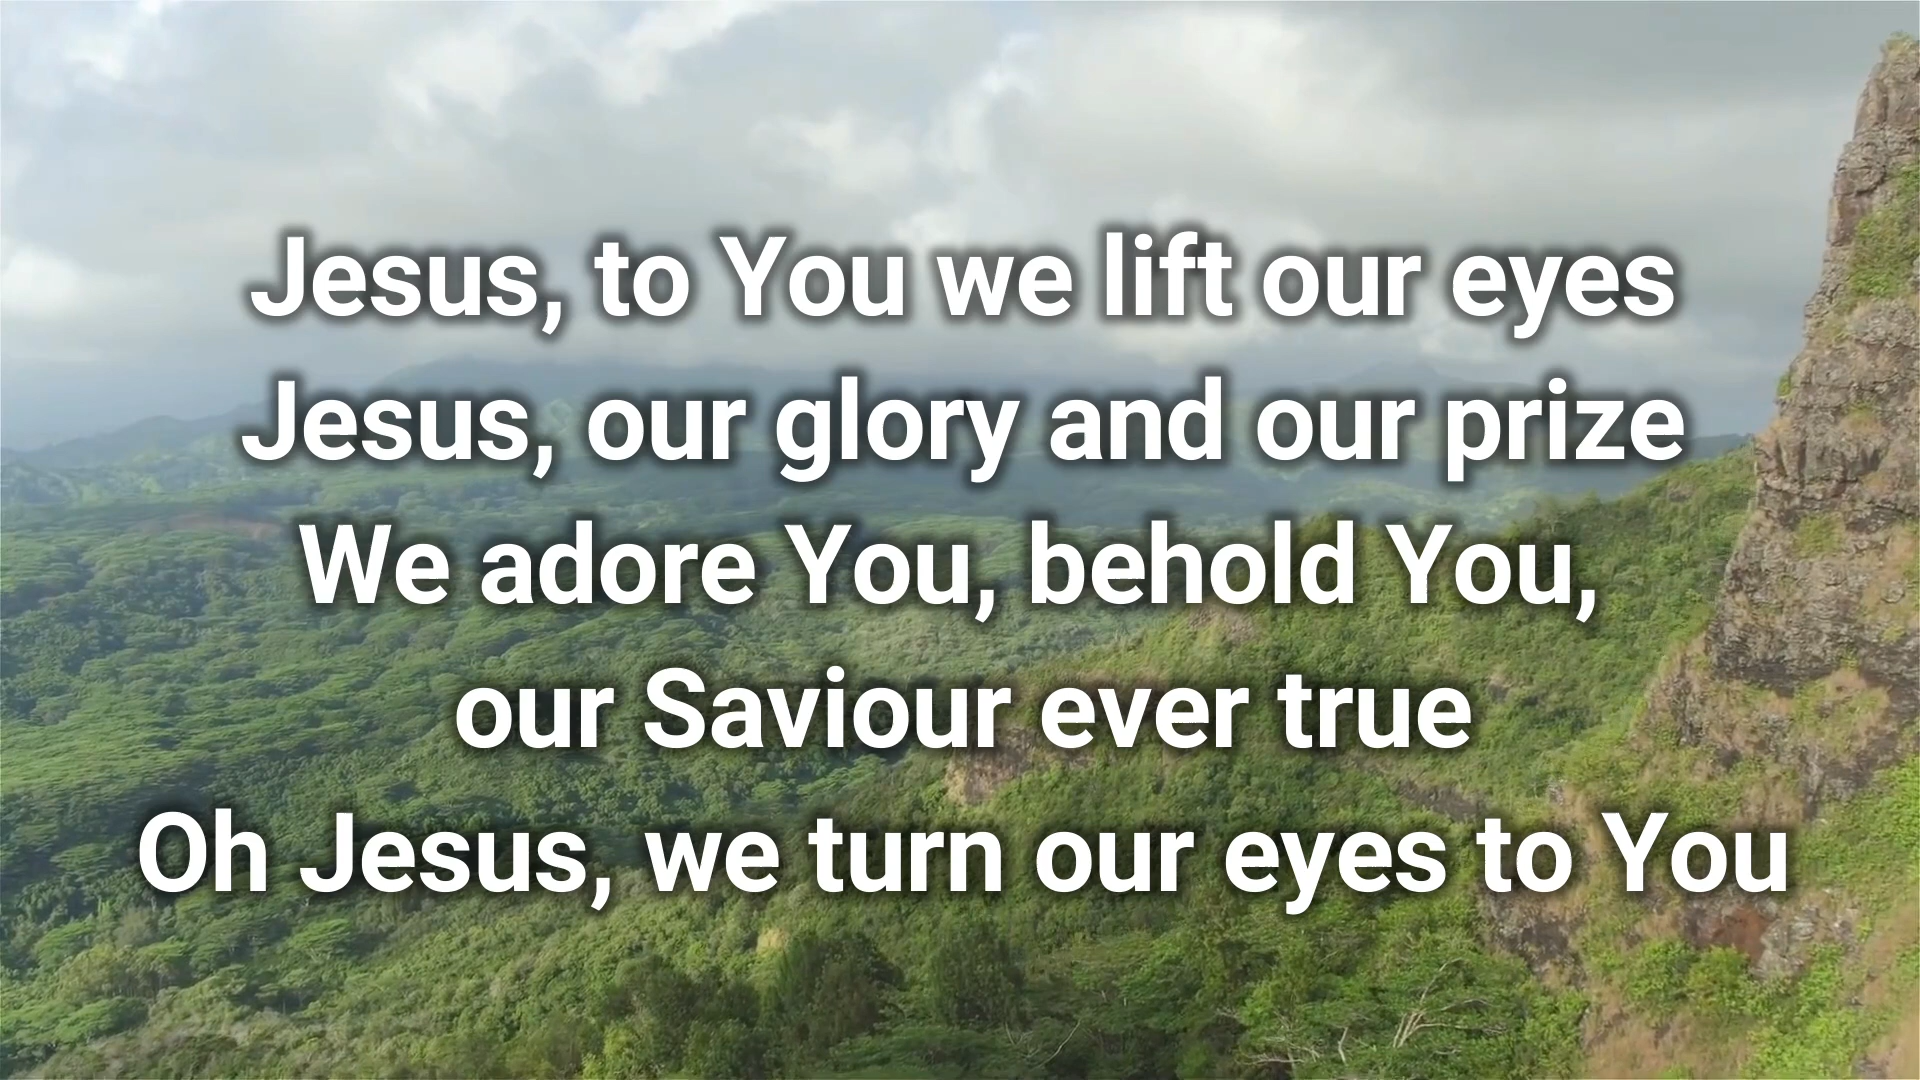 Jesus, to You we lift our eyes
Jesus, our glory and our prize
We adore You, behold You,
our Saviour ever true
Oh Jesus, we turn our eyes to You